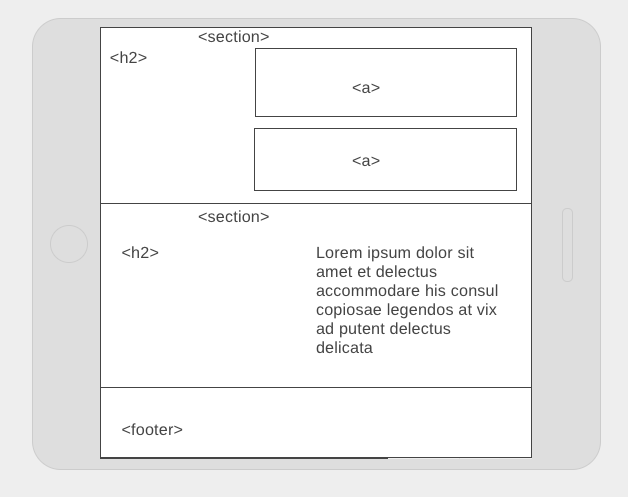 <section>
<h2>
<a>
<a>
<section>
<h2>
Lorem ipsum dolor sit
amet et delectus
accommodare his consul
copiosae legendos at vix
ad putent delectus
delicata
<footer>